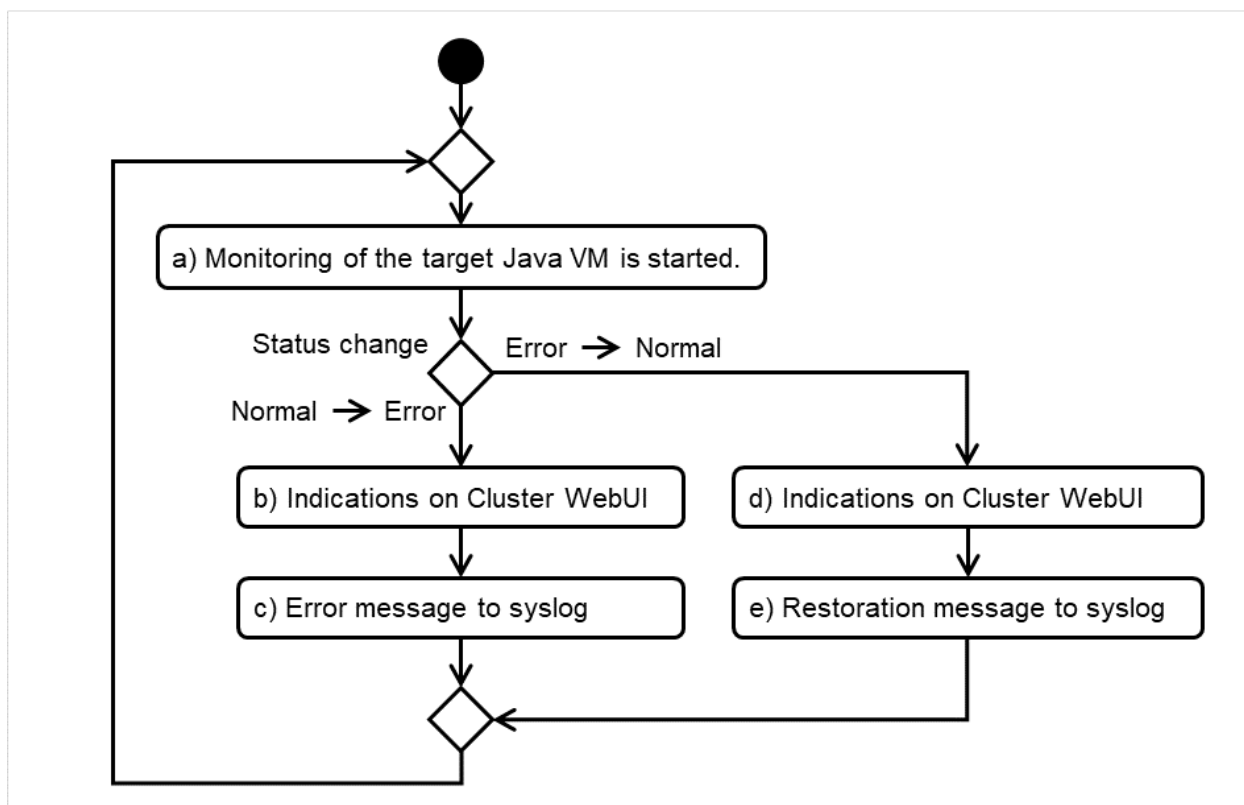 a) Monitoring of the target Java VM is started.
Status change
Error → Normal
Normal → Error
b) Indications on Cluster WebUI
d) Indications on Cluster WebUI
c) Error message to syslog
e) Restoration message to syslog